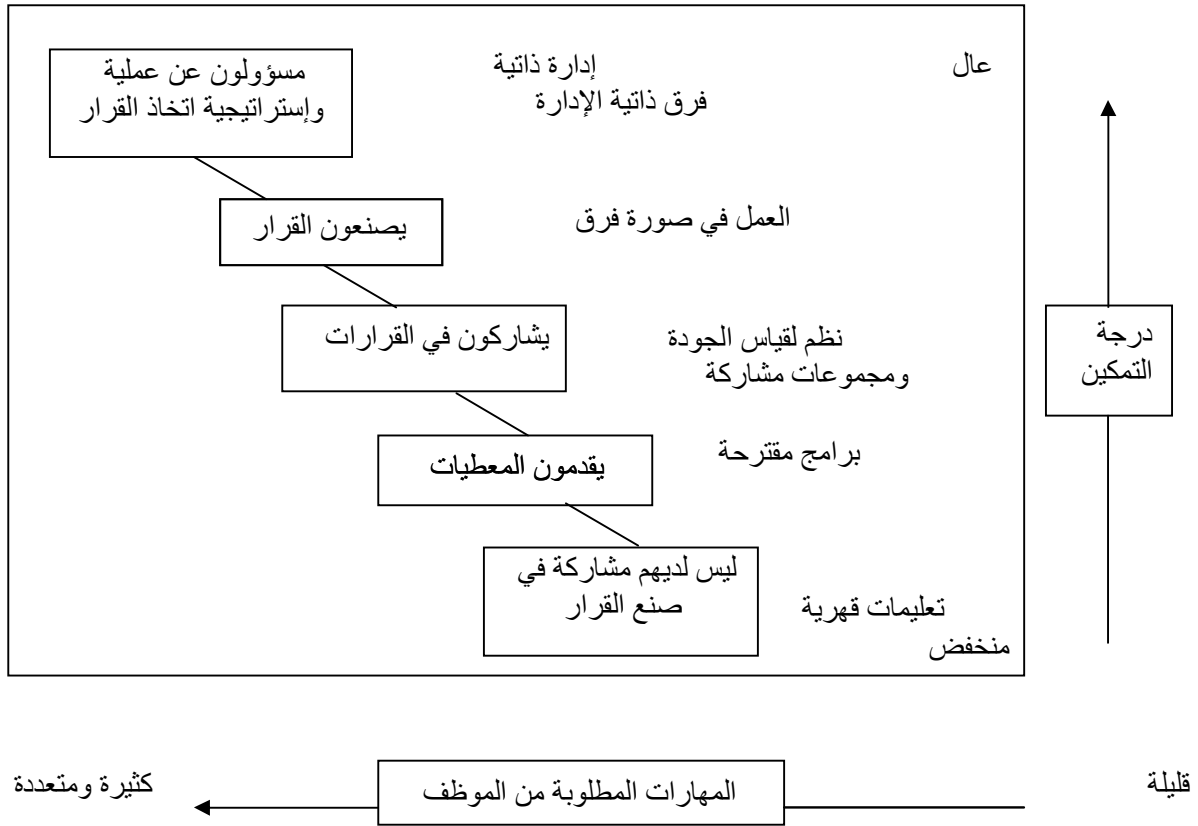 عال
إدارة ذاتية
فرق ذاتية الإدارة
مسؤولون عن عملية
وإستراتيجية اتخاذ القرار
العمل في صورة فرق
يصنعون القرار
درجة
التمكين
نظم لقياس الجودة
ومجموعات مشاركة
يشاركون في القرارات
برامج مقترحة
يقدمون المعطيات
ليس لديهم مشاركة في
صنع القرار
تعليمات قهرية
منخفض
قليلة
المهارات المطلوبة من الموظف
كثيرة ومتعددة